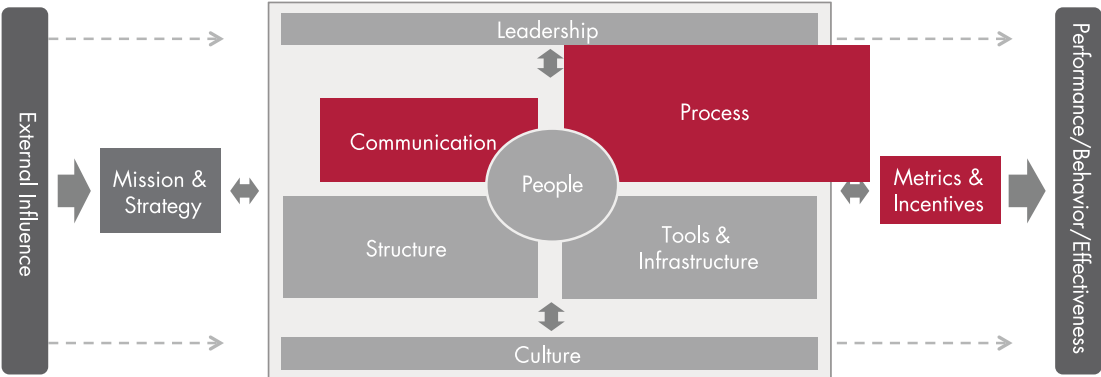 External Influence
Mission &
Strategy
Leadership
Communication
Process
People
Structure
Tools &
Infrastructure
Culture
Metrics &
Incentives
Performance/Behavior/Effectiveness